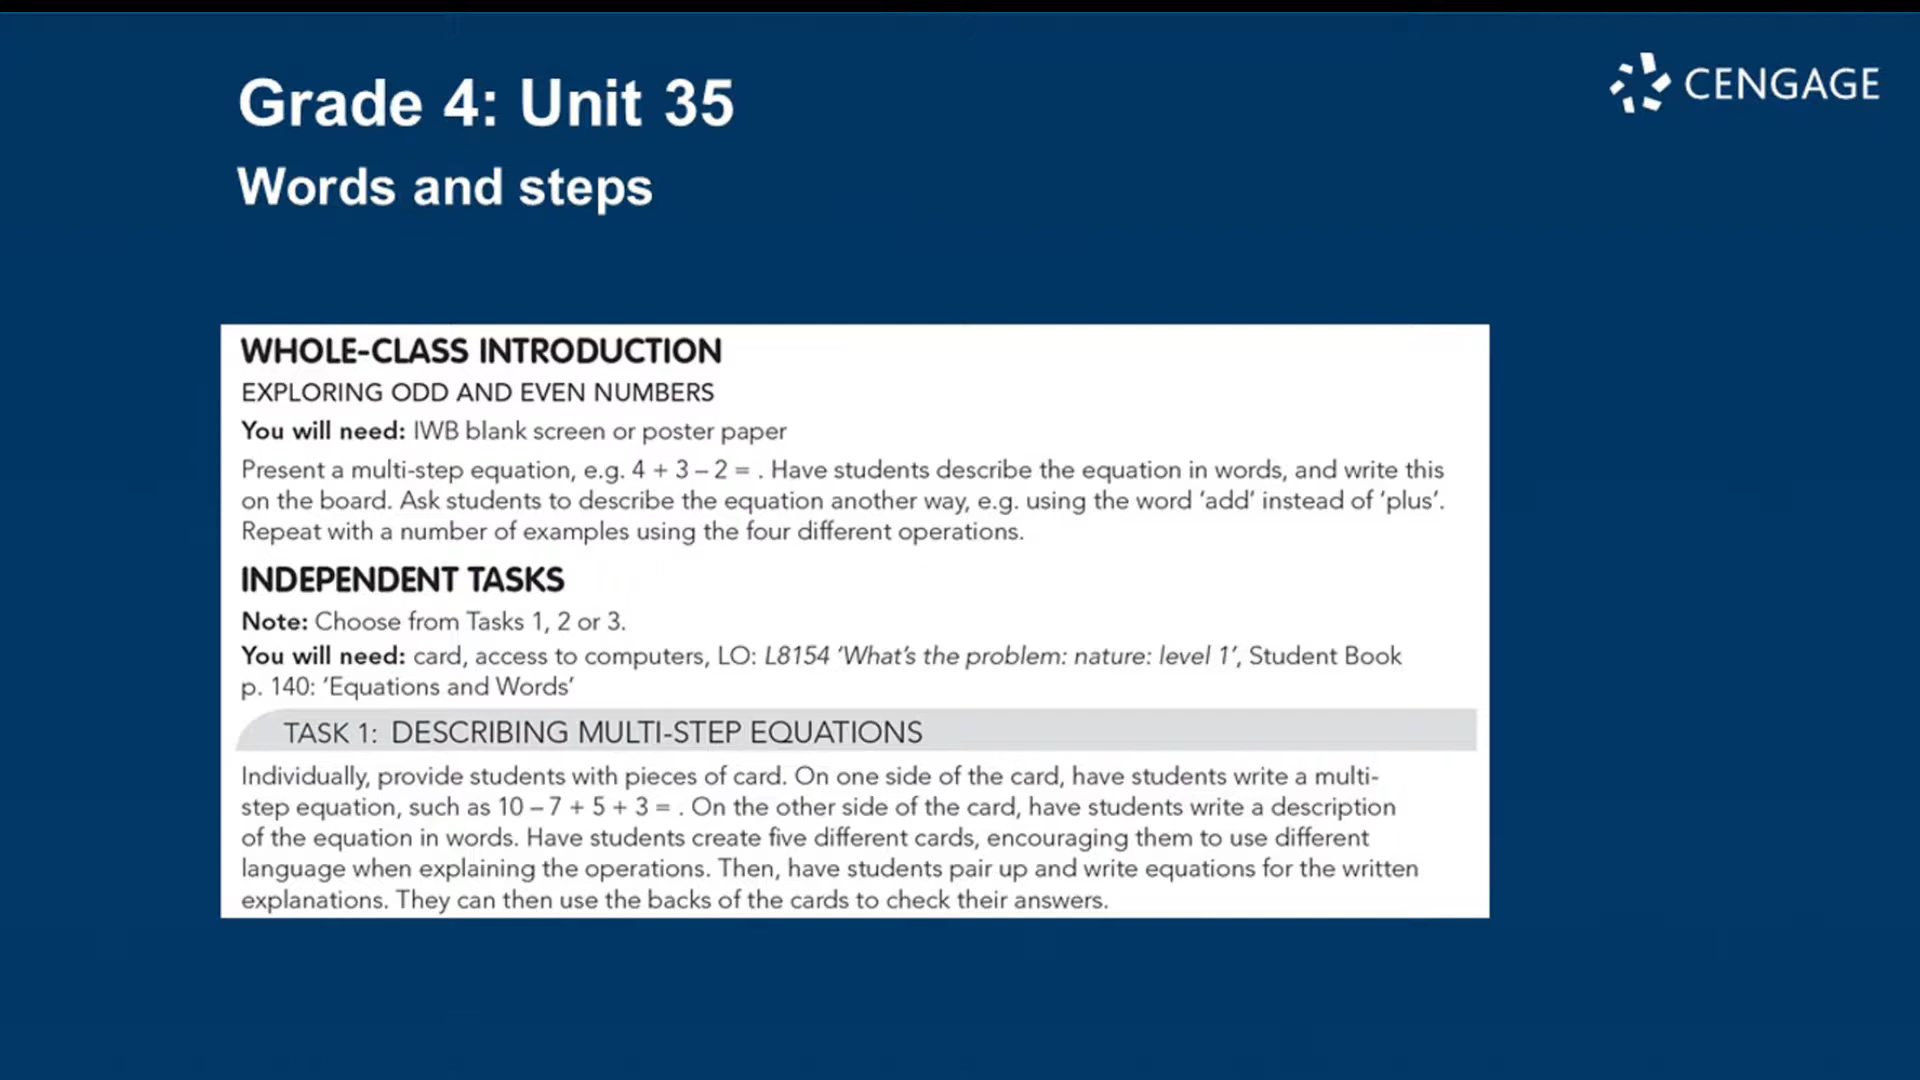 Grade 4: Unit 35
CENGAGE
Words and steps
WHOLE-CLASS INTRODUCTION
EXPLORING ODD AND EVEN NUMBERS
You will need: IWB blank screen or poster paper
Present a multi-step equation, e.g. 4 + 3 – 2 = . Have students describe the equation in words, and write this
on the board. Ask students to describe the equation another way, e.g. using the word ‘add’ instead of ‘plus’.
Repeat with a number of examples using the four different operations.
INDEPENDENT TASKS
Note: Choose from Tasks 1, 2 or 3.
You will need: card, access to computers, LO: L8154 ‘What’s the problem: nature: level 1’, Student Book
p. 140: ‘Equations and Words’
TASK 1: DESCRIBING MULTI-STEP EQUATIONS
Individually, provide students with pieces of card. On one side of the card, have students write a multi-
step equation, such as 10 – 7 + 5 + 3 = . On the other side of the card, have students write a description
of the equation in words. Have students create five different cards, encouraging them to use different
language when explaining the operations. Then, have students pair up and write equations for the written
explanations. They can then use the backs of the cards to check their answers.